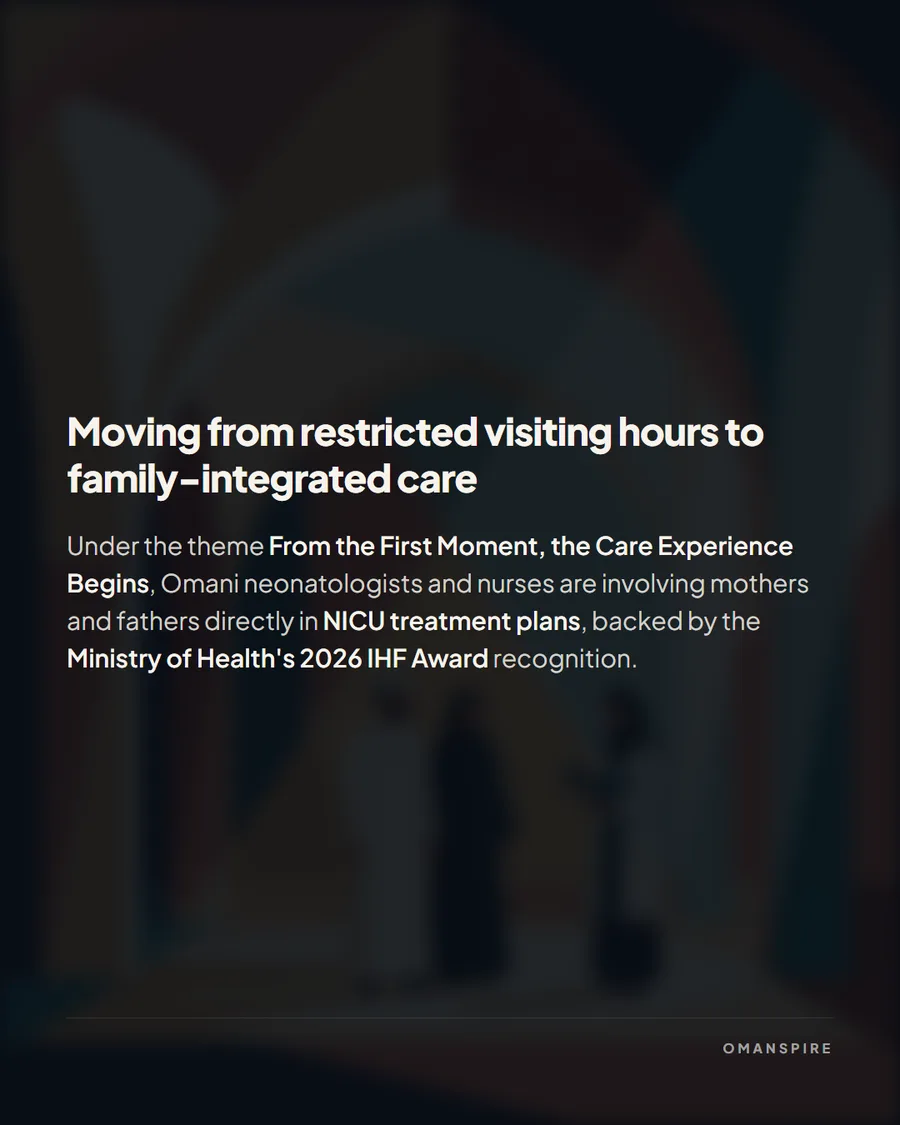 Moving from restricted visiting hours to
family-integrated care
Under the theme From the First Moment, the Care Experience
Begins, Omani neonatologists and nurses are involving mothers
and fathers directly in NICU treatment plans, backed by the
Ministry of Health's 2026 IHF Award recognition.
OMANSPIRE